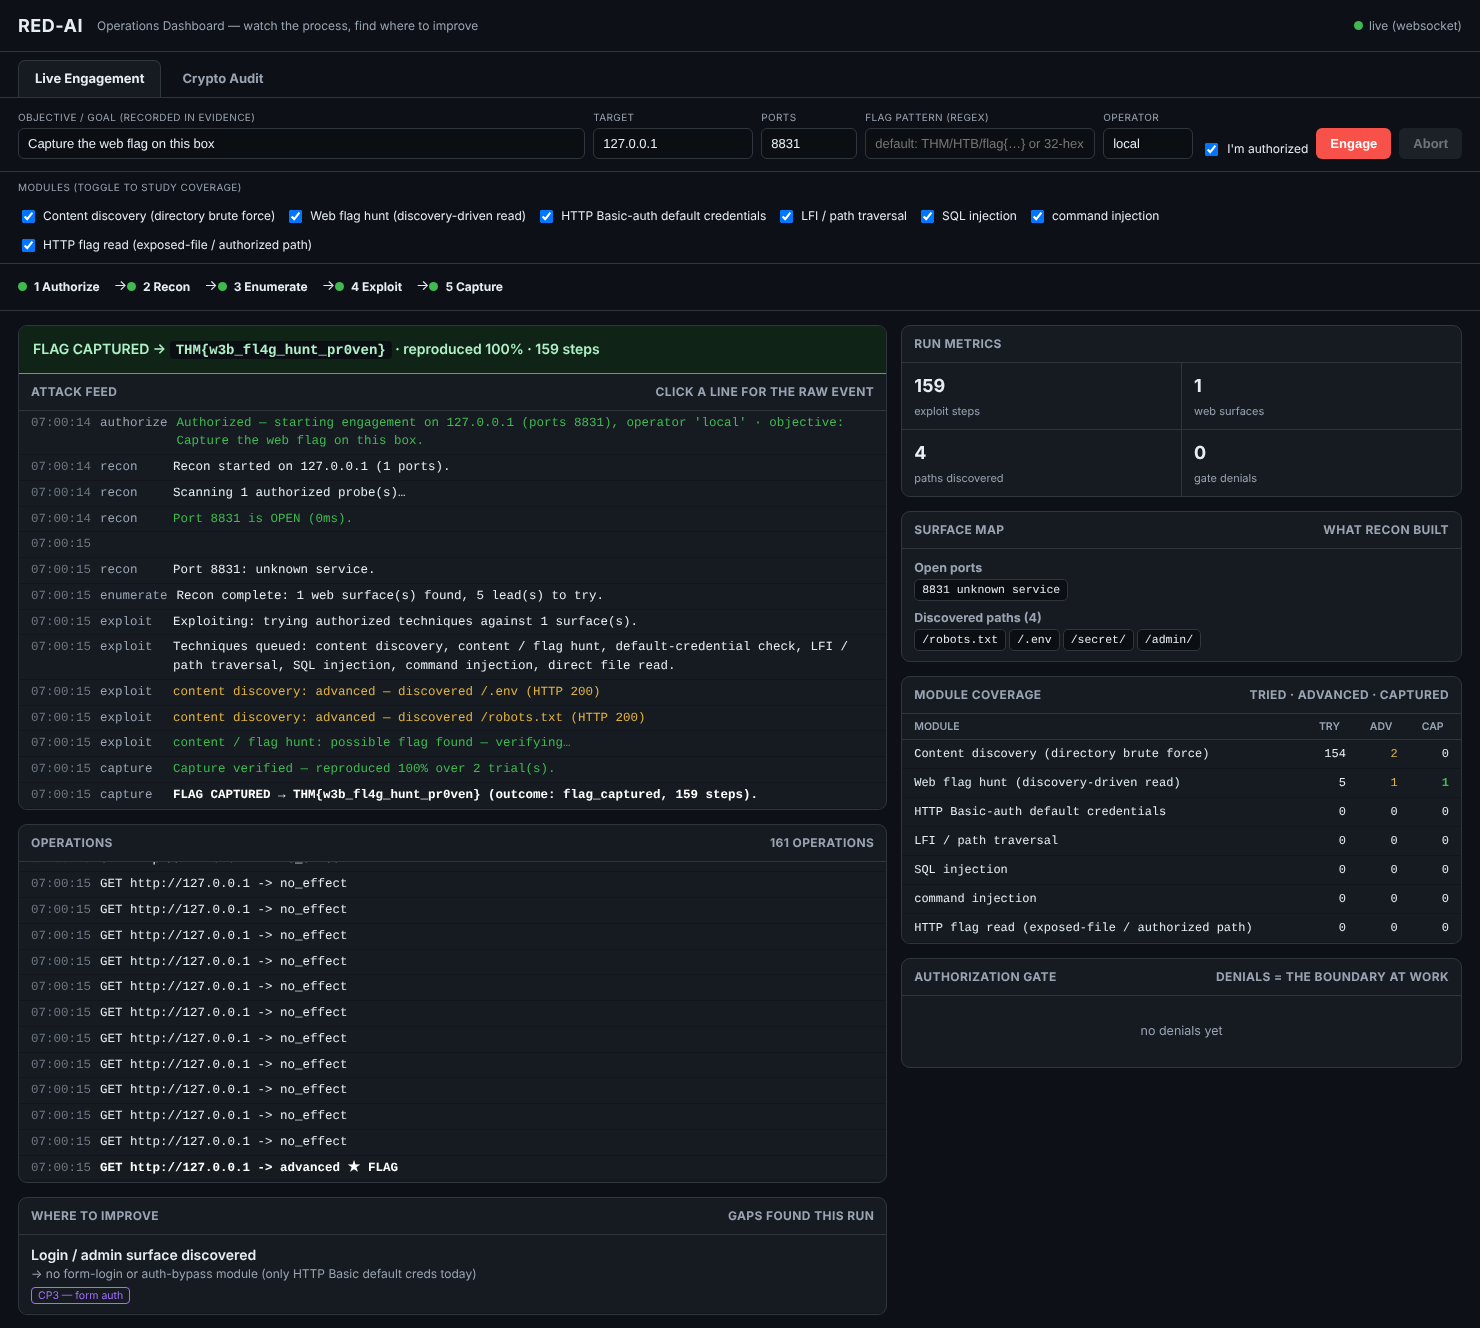 RED-AI Operations Dashboard — watch the process, find where to improve live (websocket)
Live Engagement Crypto Audit
OBJECTIVE / GOAL (RECORDED IN EVIDENCE) TARGET PORTS FLAG PATTERN (REGEX) OPERATOR
Capture the web flag on this box 127.0.0.1 8831 default: THM/HTB/flag{…} or 32-hex local I'm authorized Engage Abort
MODULES (TOGGLE TO STUDY COVERAGE)
Content discovery (directory brute force) Web flag hunt (discovery-driven read) HTTP Basic-auth default credentials LFI / path traversal SQL injection command injection
HTTP flag read (exposed-file / authorized path)
1 Authorize → 2 Recon → 3 Enumerate → 4 Exploit → 5 Capture
FLAG CAPTURED → THM{w3b_fl4g_hunt_pr0ven} · reproduced 100% · 159 steps
ATTACK FEED CLICK A LINE FOR THE RAW EVENT
07:00:14 authorize Authorized — starting engagement on 127.0.0.1 (ports 8831), operator 'local' · objective:
Capture the web flag on this box.
07:00:14 recon Recon started on 127.0.0.1 (1 ports).
07:00:14 recon Scanning 1 authorized probe(s)…
07:00:14 recon Port 8831 is OPEN (0ms).
07:00:15
07:00:15 recon Port 8831: unknown service.
07:00:15 enumerate Recon complete: 1 web surface(s) found, 5 lead(s) to try.
07:00:15 exploit Exploiting: trying authorized techniques against 1 surface(s).
07:00:15 exploit Techniques queued: content discovery, content / flag hunt, default-credential check, LFI /
path traversal, SQL injection, command injection, direct file read.
07:00:15 exploit content discovery: advanced — discovered /.env (HTTP 200)
07:00:15 exploit content discovery: advanced — discovered /robots.txt (HTTP 200)
07:00:15 exploit content / flag hunt: possible flag found — verifying…
07:00:15 capture Capture verified — reproduced 100% over 2 trial(s).
07:00:15 capture FLAG CAPTURED → THM{w3b_fl4g_hunt_pr0ven} (outcome: flag_captured, 159 steps).
OPERATIONS 161 OPERATIONS
07:00:15 GET http://127.0.0.1 -> no_effect
07:00:15 GET http://127.0.0.1 -> no_effect
07:00:15 GET http://127.0.0.1 -> no_effect
07:00:15 GET http://127.0.0.1 -> no_effect
07:00:15 GET http://127.0.0.1 -> no_effect
07:00:15 GET http://127.0.0.1 -> no_effect
07:00:15 GET http://127.0.0.1 -> no_effect
07:00:15 GET http://127.0.0.1 -> no_effect
07:00:15 GET http://127.0.0.1 -> no_effect
07:00:15 GET http://127.0.0.1 -> no_effect
07:00:15 GET http://127.0.0.1 -> no_effect
07:00:15 GET http://127.0.0.1 -> advanced ★ FLAG
WHERE TO IMPROVE GAPS FOUND THIS RUN
Login / admin surface discovered
→ no form-login or auth-bypass module (only HTTP Basic default creds today)
CP3 — form auth
RUN METRICS
159 1
exploit steps web surfaces
4 0
paths discovered gate denials
SURFACE MAP WHAT RECON BUILT
Open ports
8831 unknown service
Discovered paths (4)
/robots.txt /.env /secret/ /admin/
MODULE COVERAGE TRIED · ADVANCED · CAPTURED
MODULE TRY ADV CAP
Content discovery (directory brute force) 154 2 0
Web flag hunt (discovery-driven read) 5 1 1
HTTP Basic-auth default credentials 0 0 0
LFI / path traversal 0 0 0
SQL injection 0 0 0
command injection 0 0 0
HTTP flag read (exposed-file / authorized path) 0 0 0
AUTHORIZATION GATE DENIALS = THE BOUNDARY AT WORK
no denials yet